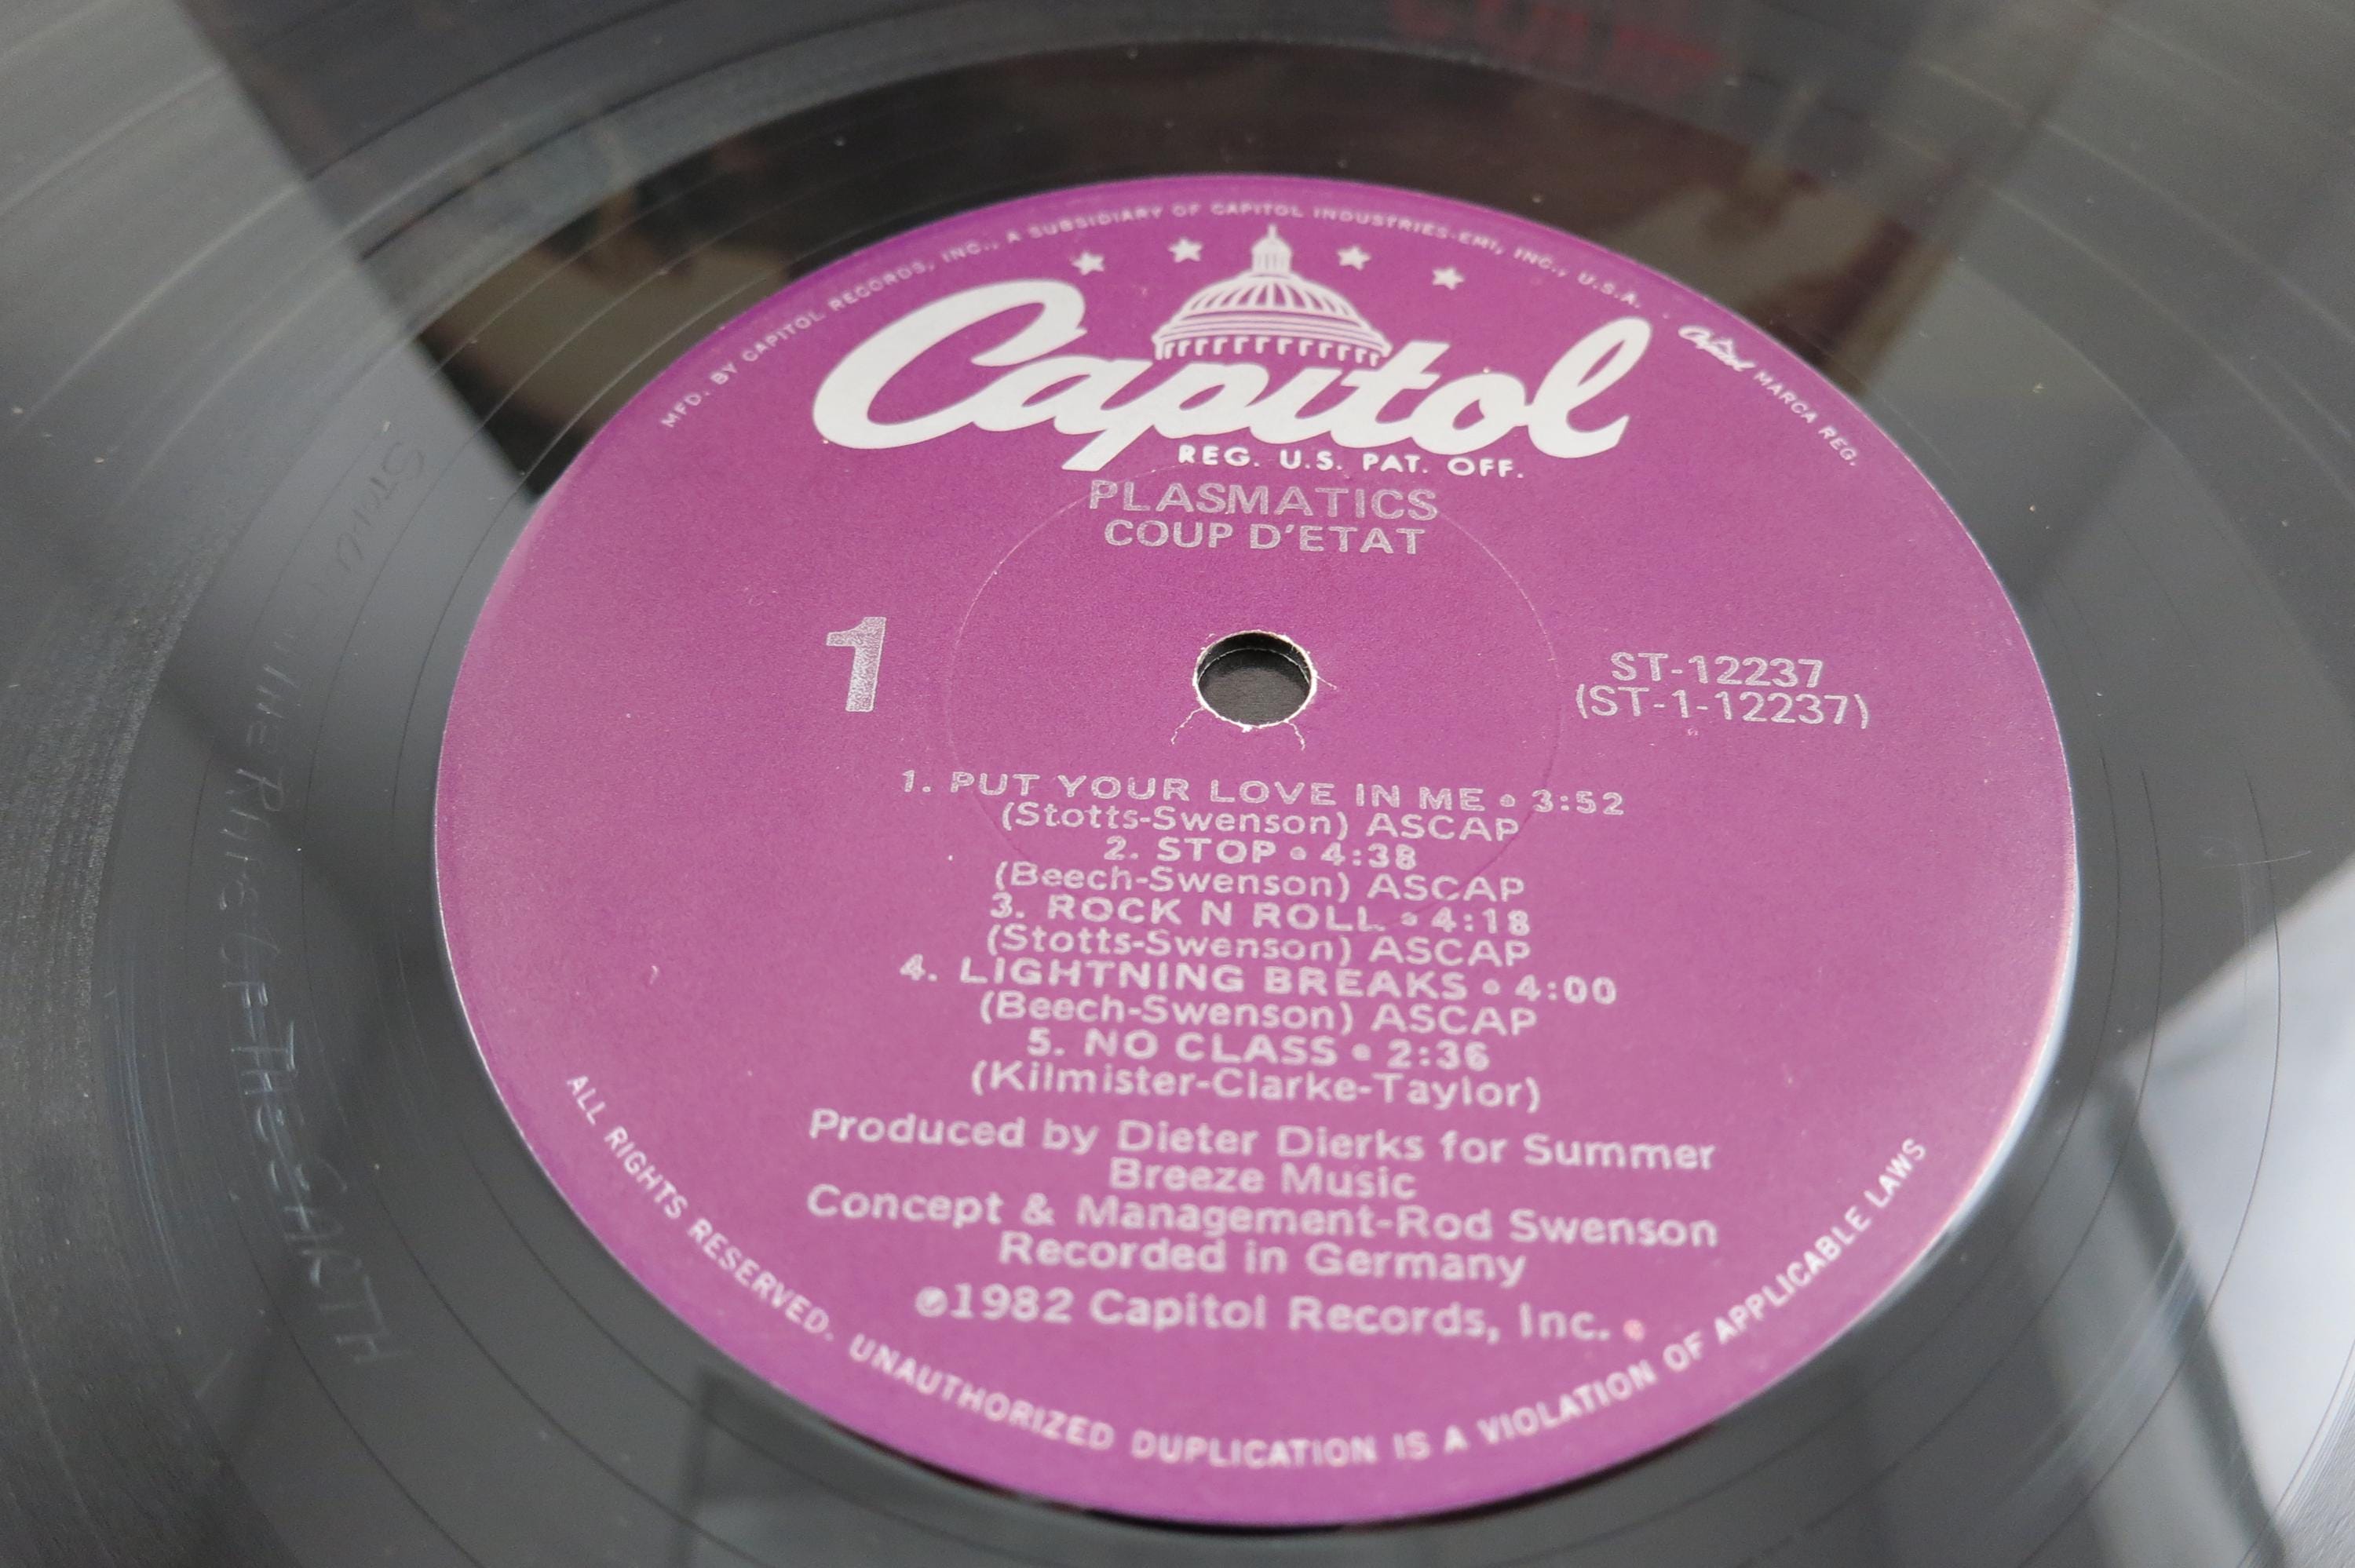 MFD. BY CAPITOL RECORDS, INC., A SUBSIDIARY OF CAPITOL INDUSTRIES-EMI, INC., U.S.A. Capitol MARCA REG.
Capitol
REG. U.S. PAT. OFF.
PLASMATICS
COUP D'ETAT
1
ST-12237
(ST-1-12237)
1. PUT YOUR LOVE IN ME • 3:52
(Stotts-Swenson) ASCAP
2. STOP • 4:38
(Beech-Swenson) ASCAP
3. ROCK N ROLL • 4:18
(Stotts-Swenson) ASCAP
4. LIGHTNING BREAKS • 4:00
(Beech-Swenson) ASCAP
5. NO CLASS • 2:36
(Kilmister-Clarke-Taylor)
Produced by Dieter Dierks for Summer
Breeze Music
Concept & Management-Rod Swenson
Recorded in Germany
℗1982 Capitol Records, Inc.
ALL RIGHTS RESERVED. UNAUTHORIZED DUPLICATION IS A VIOLATION OF APPLICABLE LAWS
OF THE EARTH